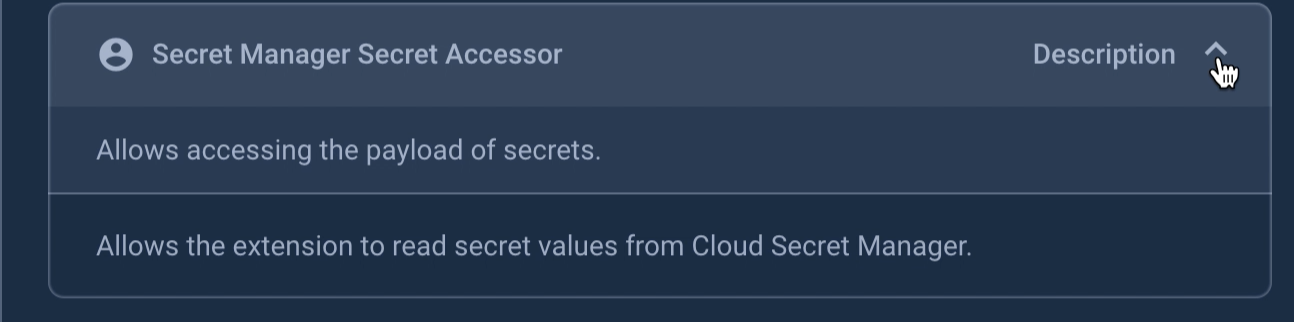 Secret Manager Secret Accessor Description
Allows accessing the payload of secrets.
Allows the extension to read secret values from Cloud Secret Manager.